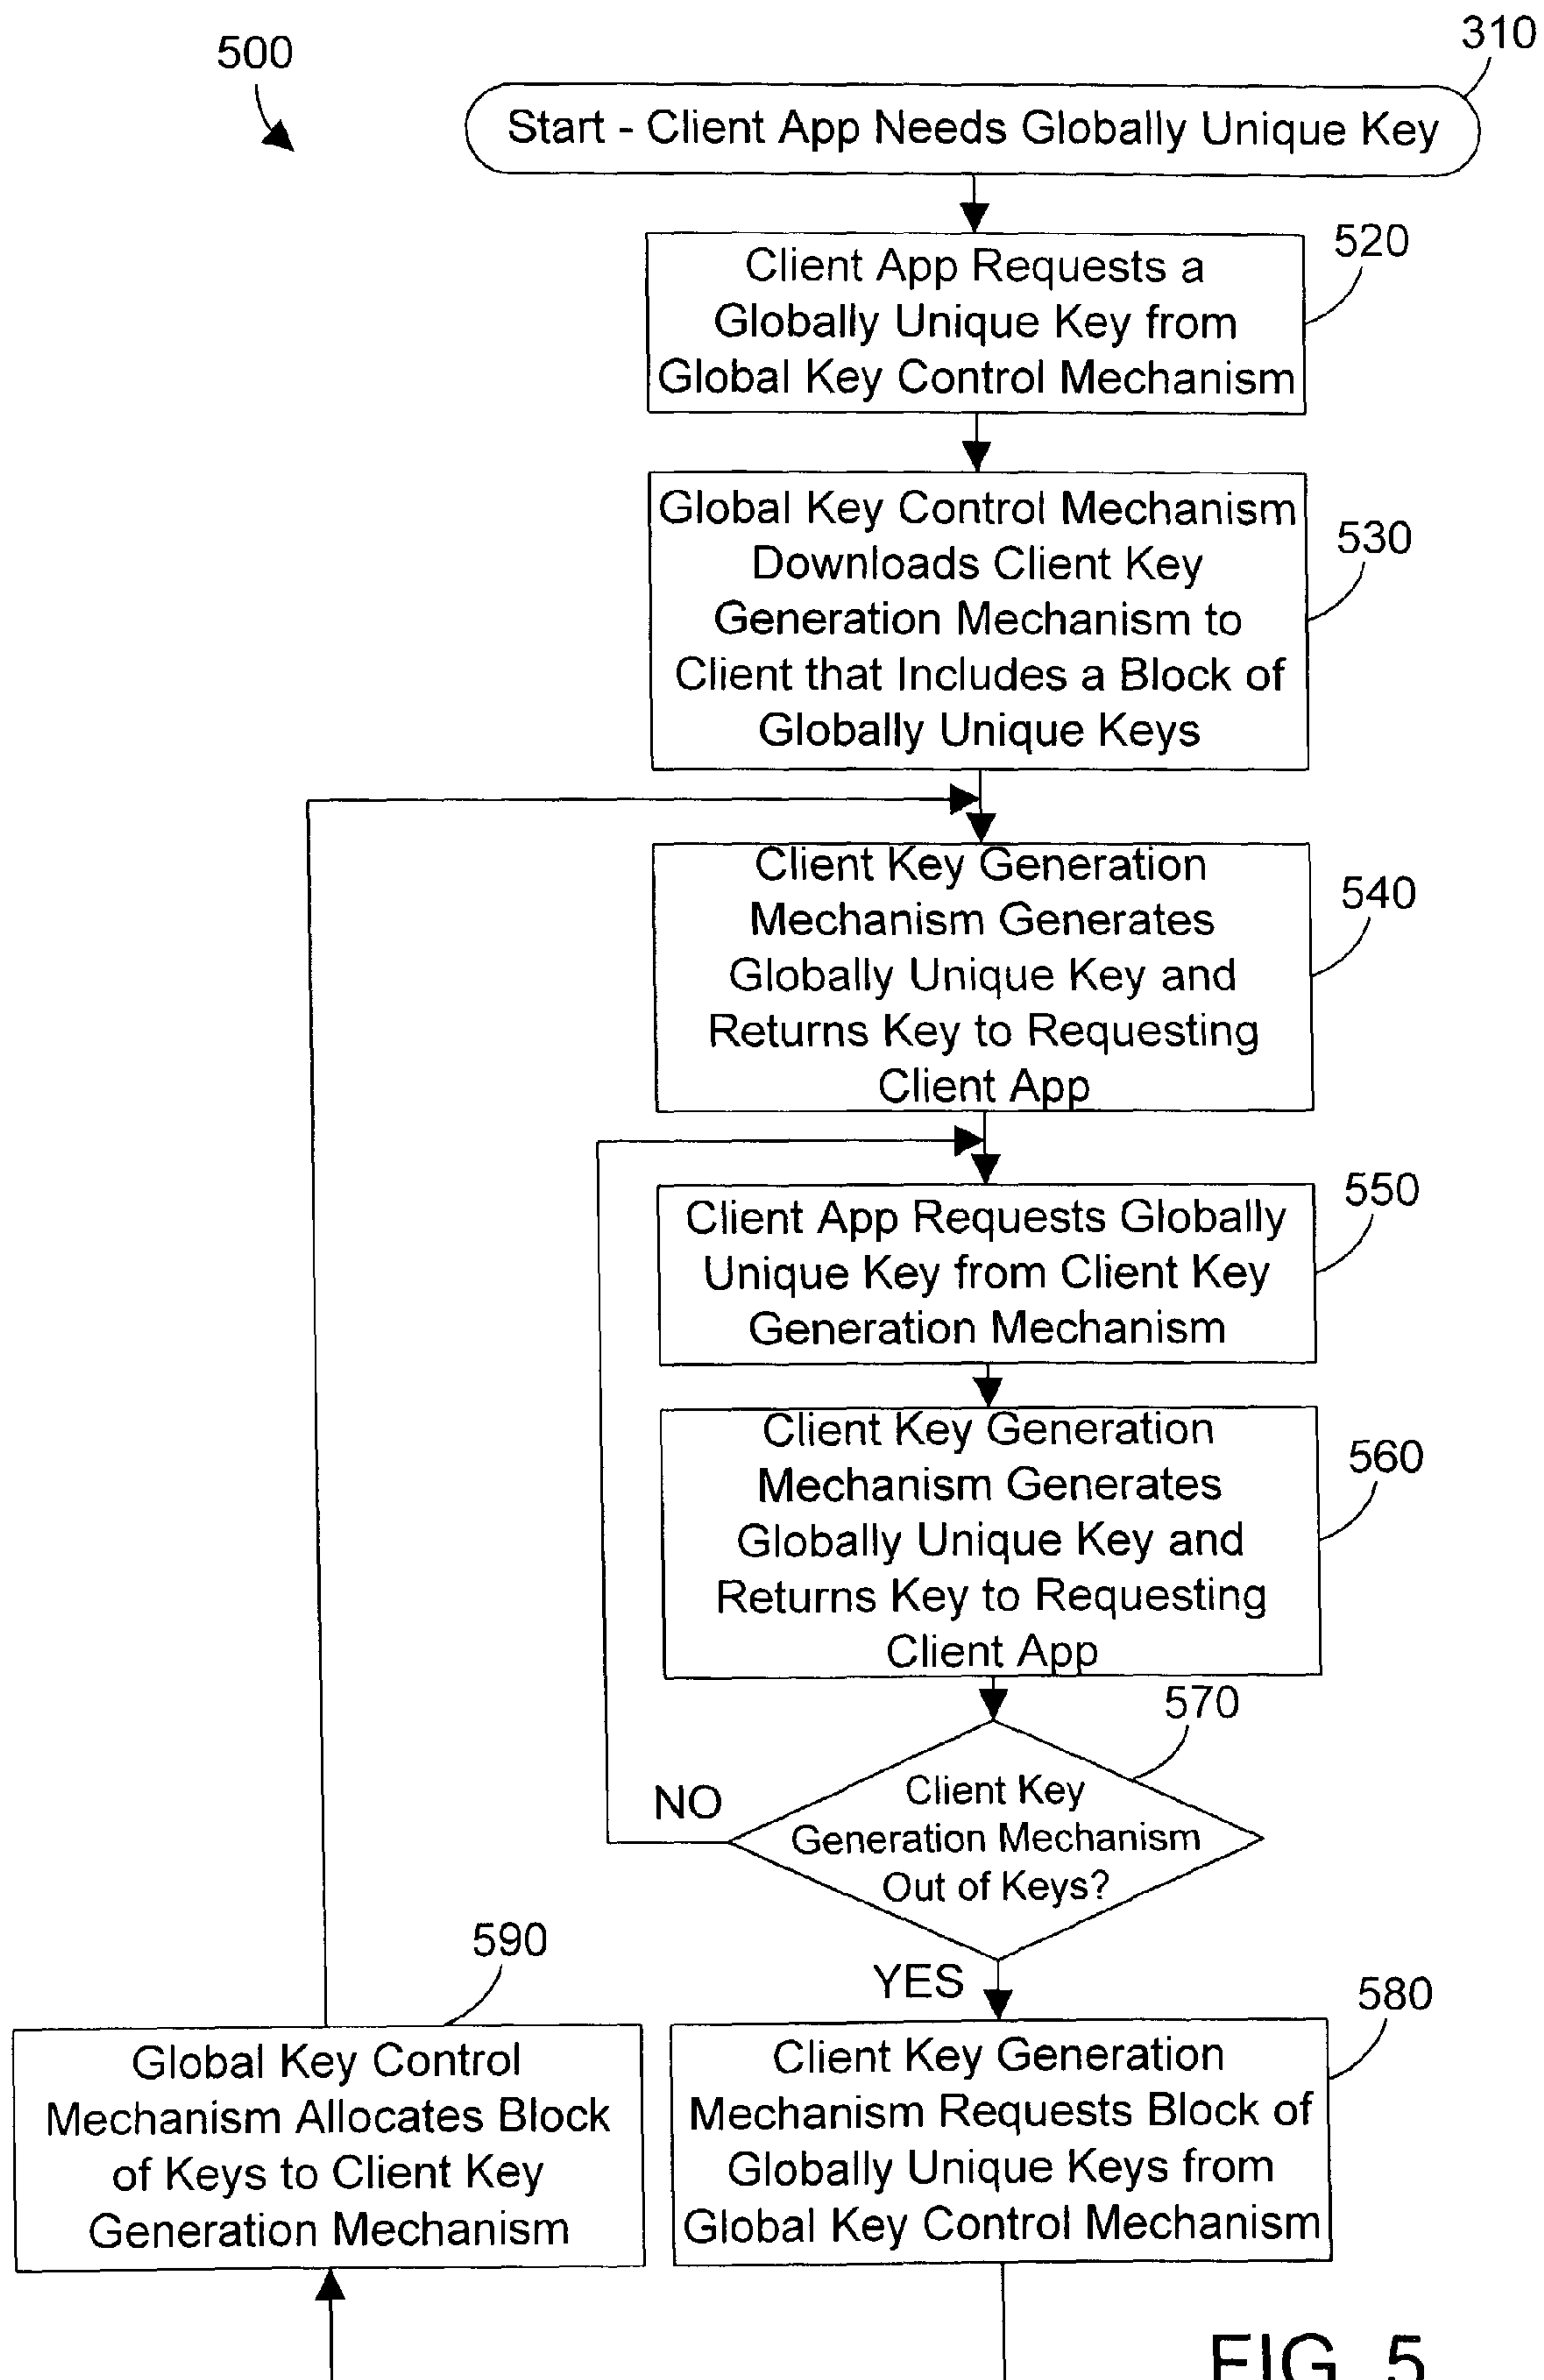 500
310
Start - Client App Needs Globally Unique Key
520
Client App Requests a
Globally Unique Key from
Global Key Control Mechanism
530
Global Key Control Mechanism
Downloads Client Key
Generation Mechanism to
Client that Includes a Block of
Globally Unique Keys
540
Client Key Generation
Mechanism Generates
Globally Unique Key and
Returns Key to Requesting
Client App
550
Client App Requests Globally
Unique Key from Client Key
Generation Mechanism
560
Client Key Generation
Mechanism Generates
Globally Unique Key and
Returns Key to Requesting
Client App
570
Client Key
Generation Mechanism
Out of Keys?
NO
YES
590
Global Key Control
Mechanism Allocates Block
of Keys to Client Key
Generation Mechanism
580
Client Key Generation
Mechanism Requests Block of
Globally Unique Keys from
Global Key Control Mechanism
FIG. 5